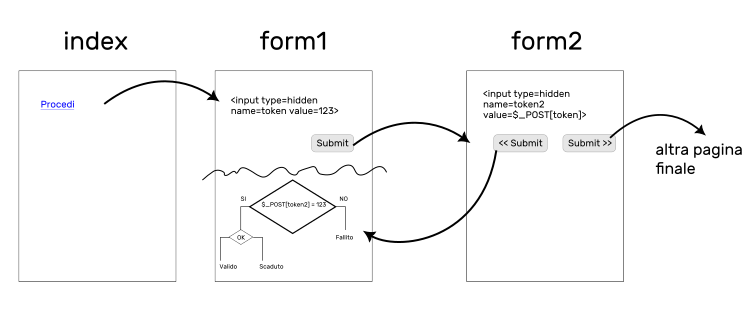 index
form1
form2
Procedi
<input type=hidden
name=token value=123>
Submit
SI
NO
$_POST[token2] = 123
OK
Fallito
Valido
Scaduto
<input type=hidden
name=token2
value=$_POST[token]>
<< Submit
Submit >>
altra pagina
finale